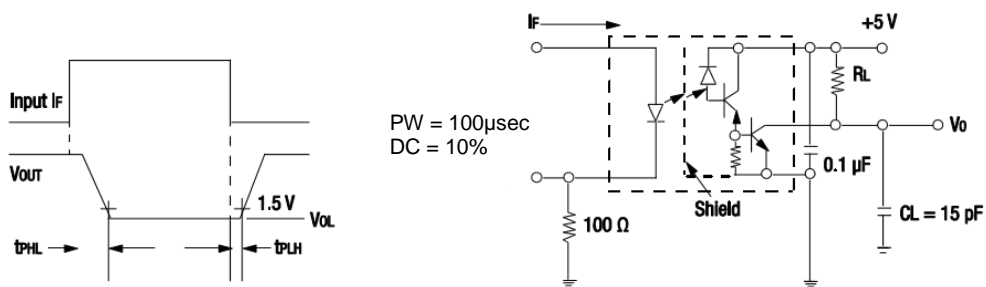 Input IF
VOUT
1.5 V
VOL
tPHL
tPLH
PW = 100µsec
DC = 10%
IF
+5 V
RL
VO
0.1 µF
Shield
100 Ω
CL = 15 pF